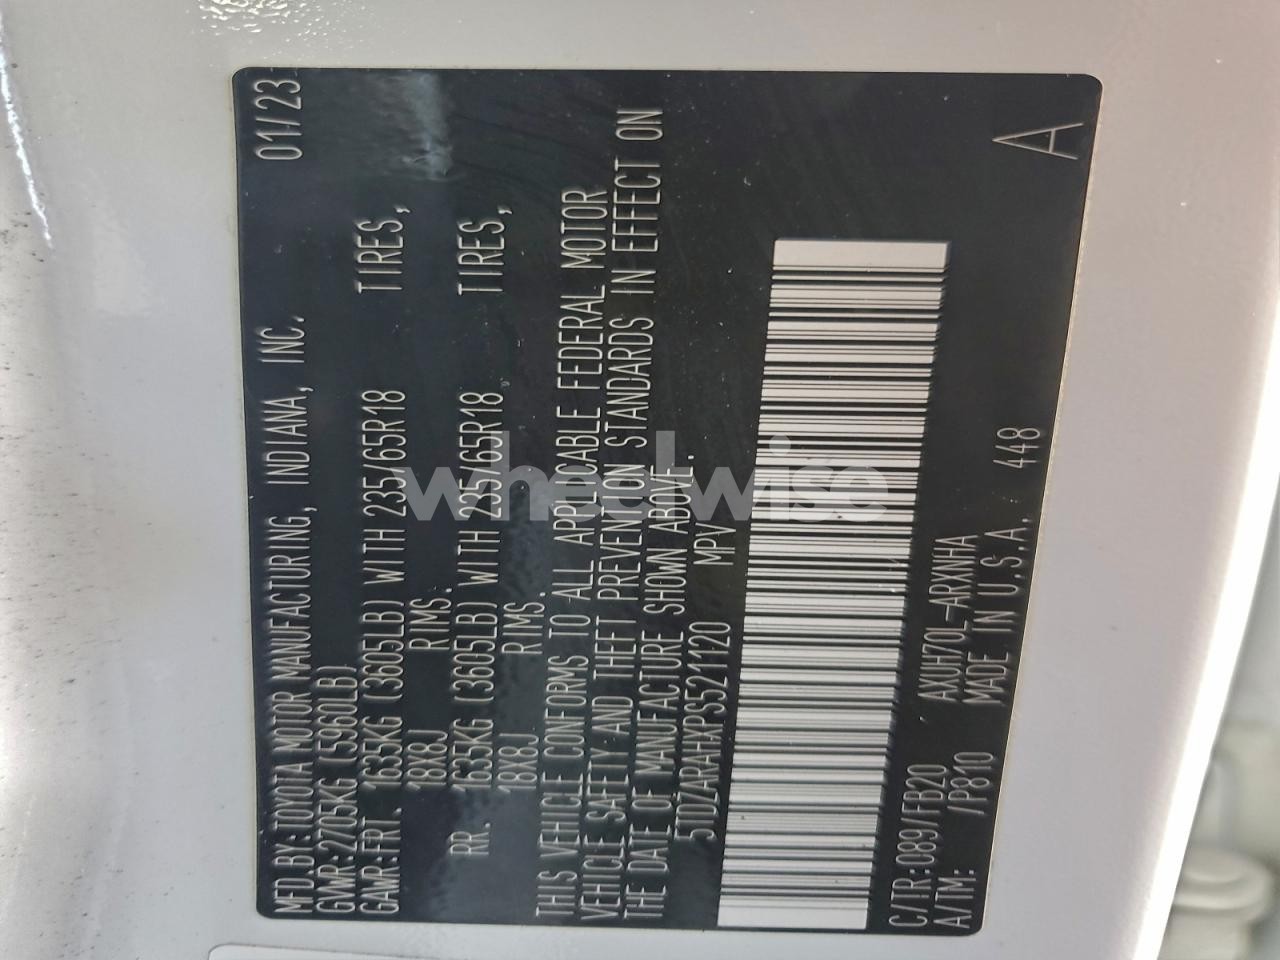 MFD.BY:TOYOTA MOTOR MANUFACTURING, INDIANA, INC. 01/23
GVWR:2705KG (5960LB)
GAWR:FRT. 1635KG (3605LB) WITH 235/65R18 TIRES,
18X8J RIMS.
RR. 1635KG (3605LB) WITH 235/65R18 TIRES,
18X8J RIMS.
THIS VEHICLE CONFORMS TO ALL APPLICABLE FEDERAL MOTOR
VEHICLE SAFETY AND THEFT PREVENTION STANDARDS IN EFFECT ON
THE DATE OF MANUFACTURE SHOWN ABOVE.
5TDZARAHXPS521120 MPV
C/TR:089/FB20 AXUH70L-ARXNHA
A/TM: /P810 MADE IN U.S.A. 448
A
wheelwise